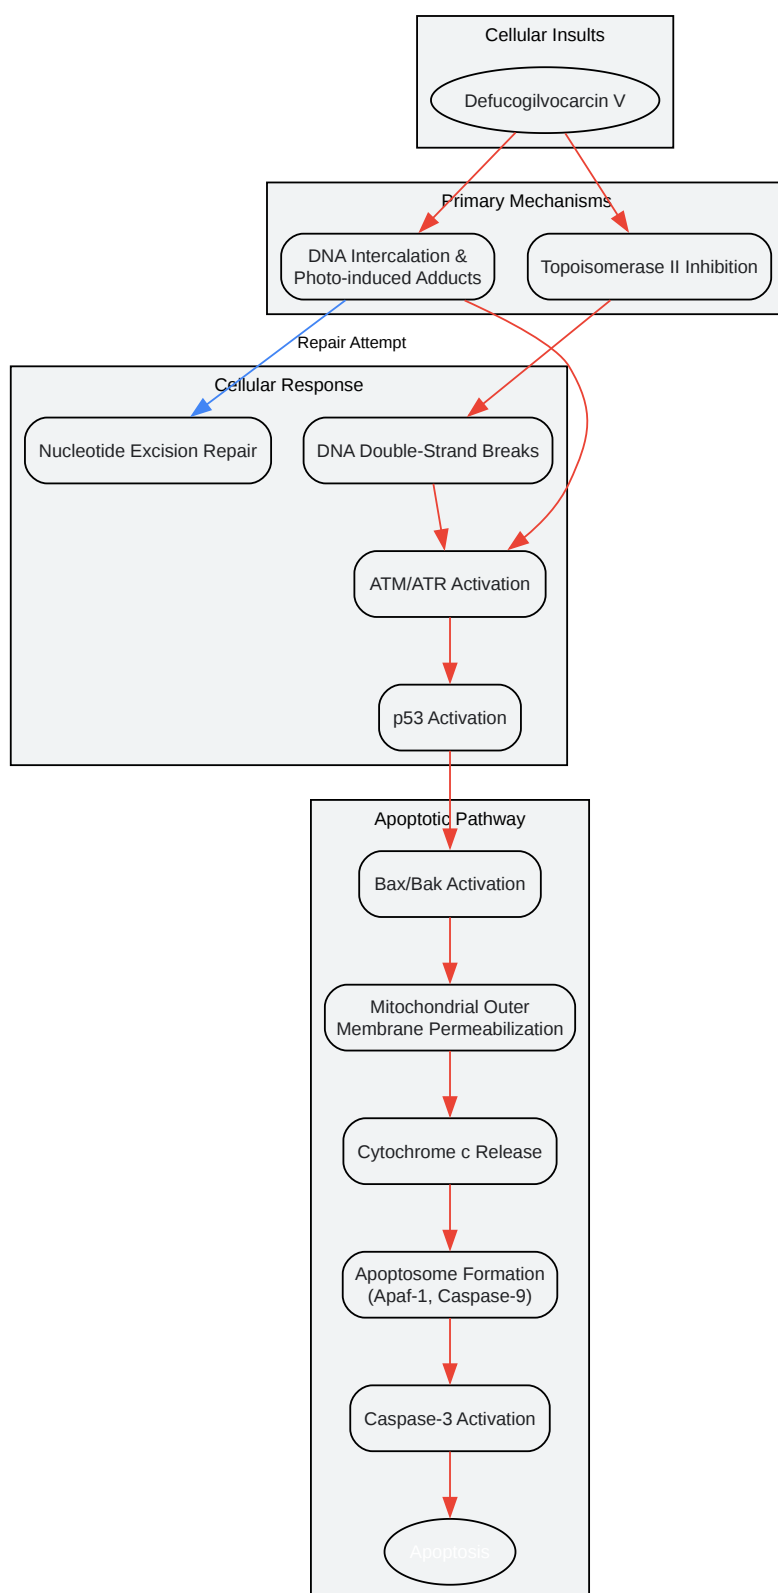 Cellular Insults
Defucogilvocarcin V
Primary Mechanisms
DNA Intercalation &
Photo-induced Adducts
Topoisomerase II Inhibition
Repair Attempt
Cellular Response
Nucleotide Excision Repair
DNA Double-Strand Breaks
ATM/ATR Activation
p53 Activation
Apoptotic Pathway
Bax/Bak Activation
Mitochondrial Outer
Membrane Permeabilization
Cytochrome c Release
Apoptosome Formation
(Apaf-1, Caspase-9)
Caspase-3 Activation
Apoptosis